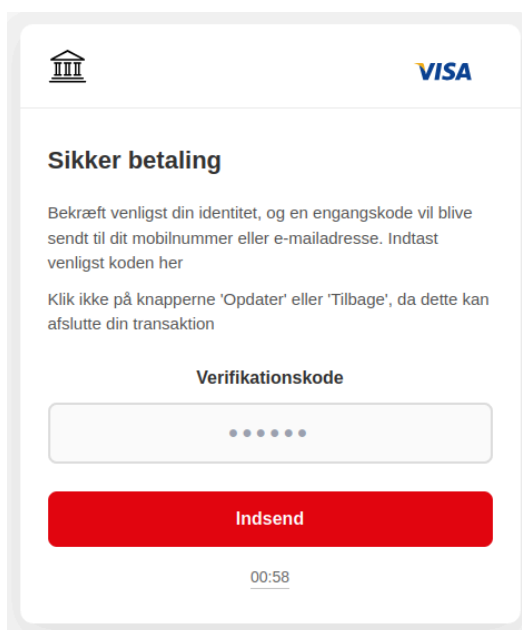 VISA
Sikker betaling
Bekræft venligst din identitet, og en engangskode vil blive
sendt til dit mobilnummer eller e-mailadresse. Indtast
venligst koden her
Klik ikke på knapperne 'Opdater' eller 'Tilbage', da dette kan
afslutte din transaktion
Verifikationskode
••••••
Indsend
00:58